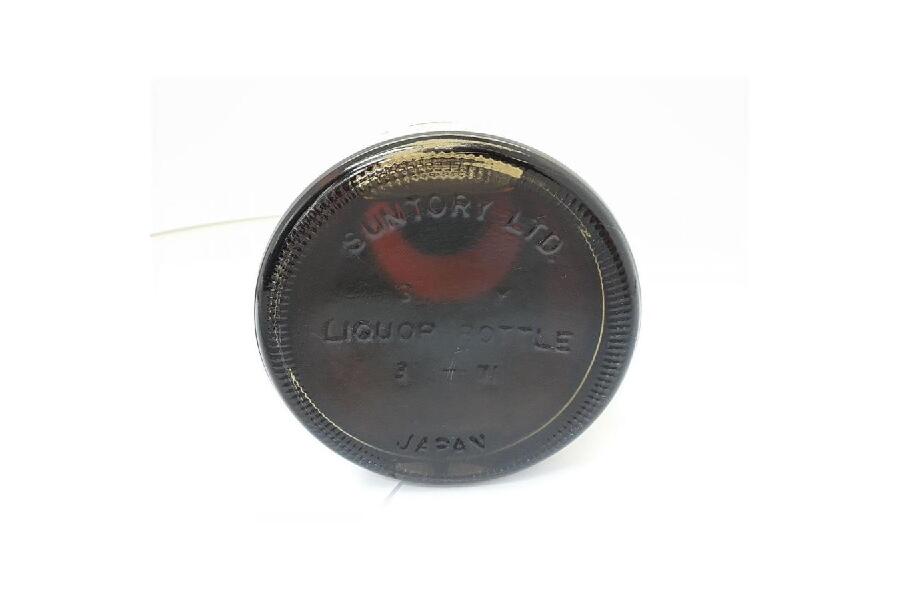 SUNTORY LTD.
LIQUOR BOTTLE
JAPAN